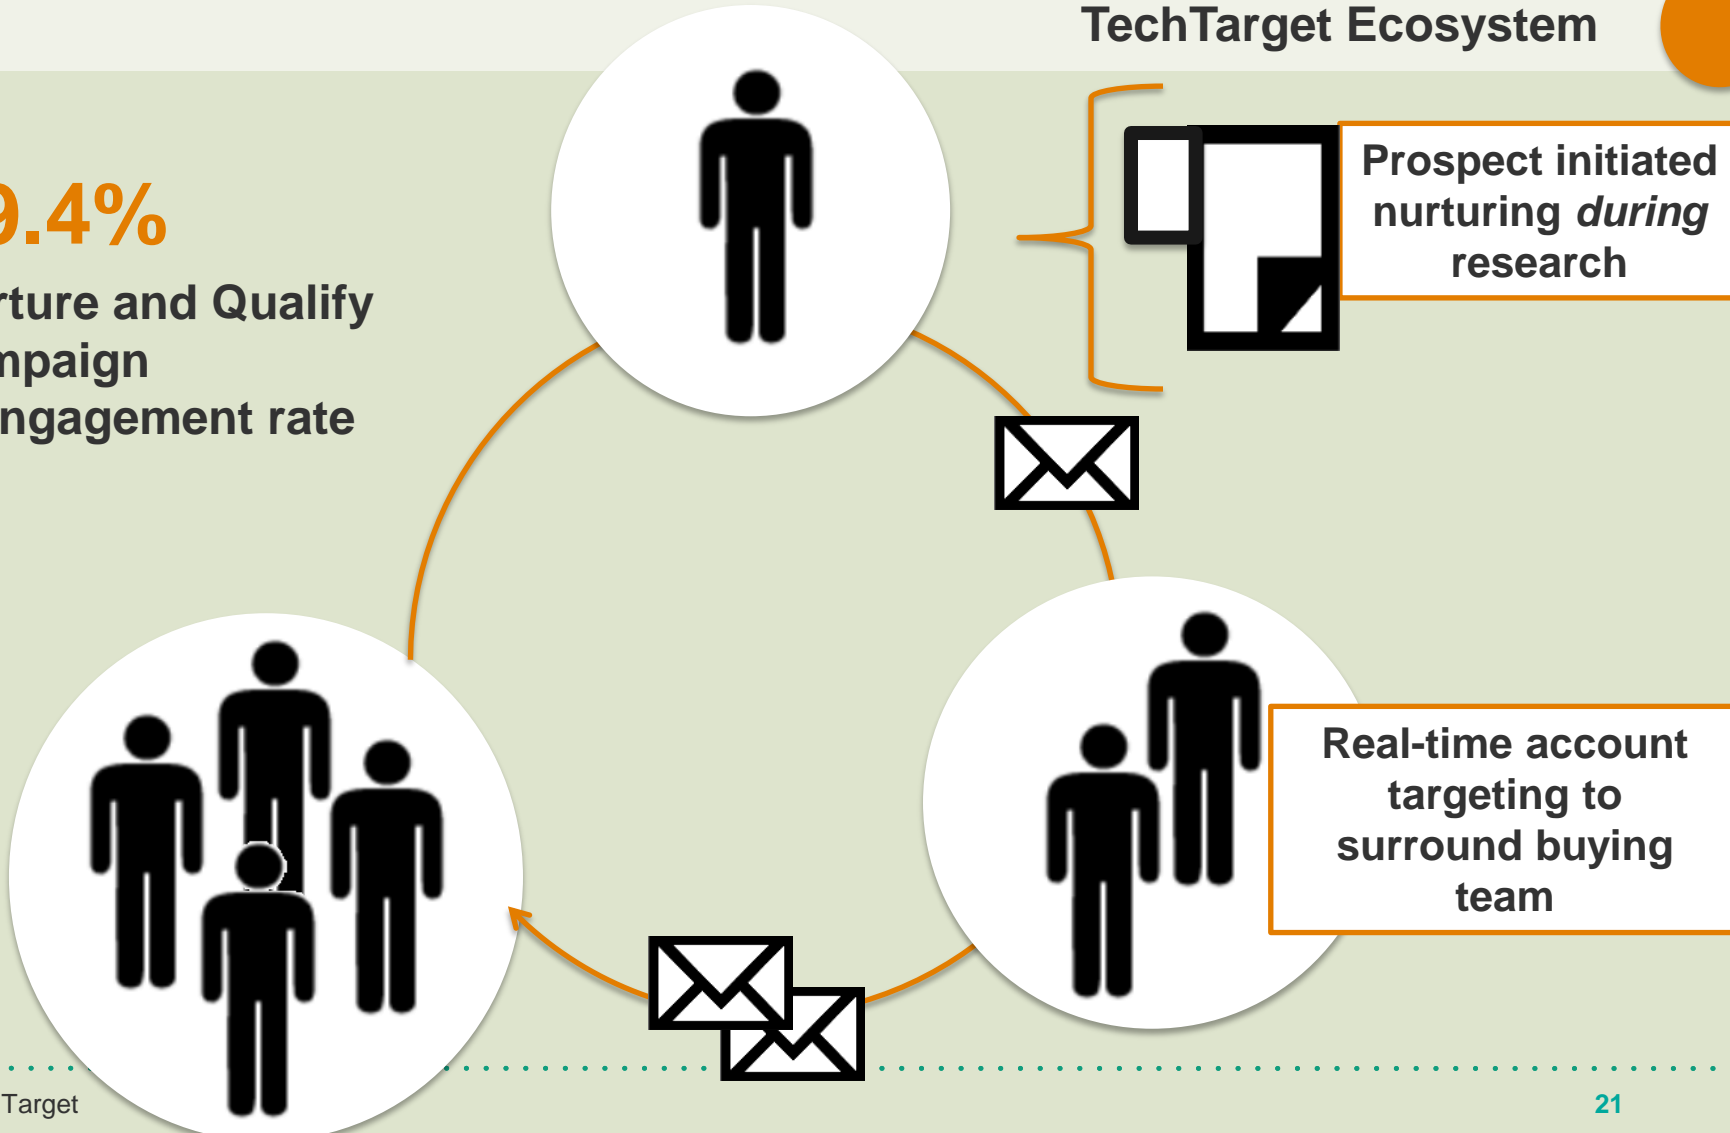 TechTarget Ecosystem
9.4%
rture and Qualify
mpaign
ngagement rate
Prospect initiated
nurturing during
research
Real-time account
targeting to
surround buying
team
Target
21